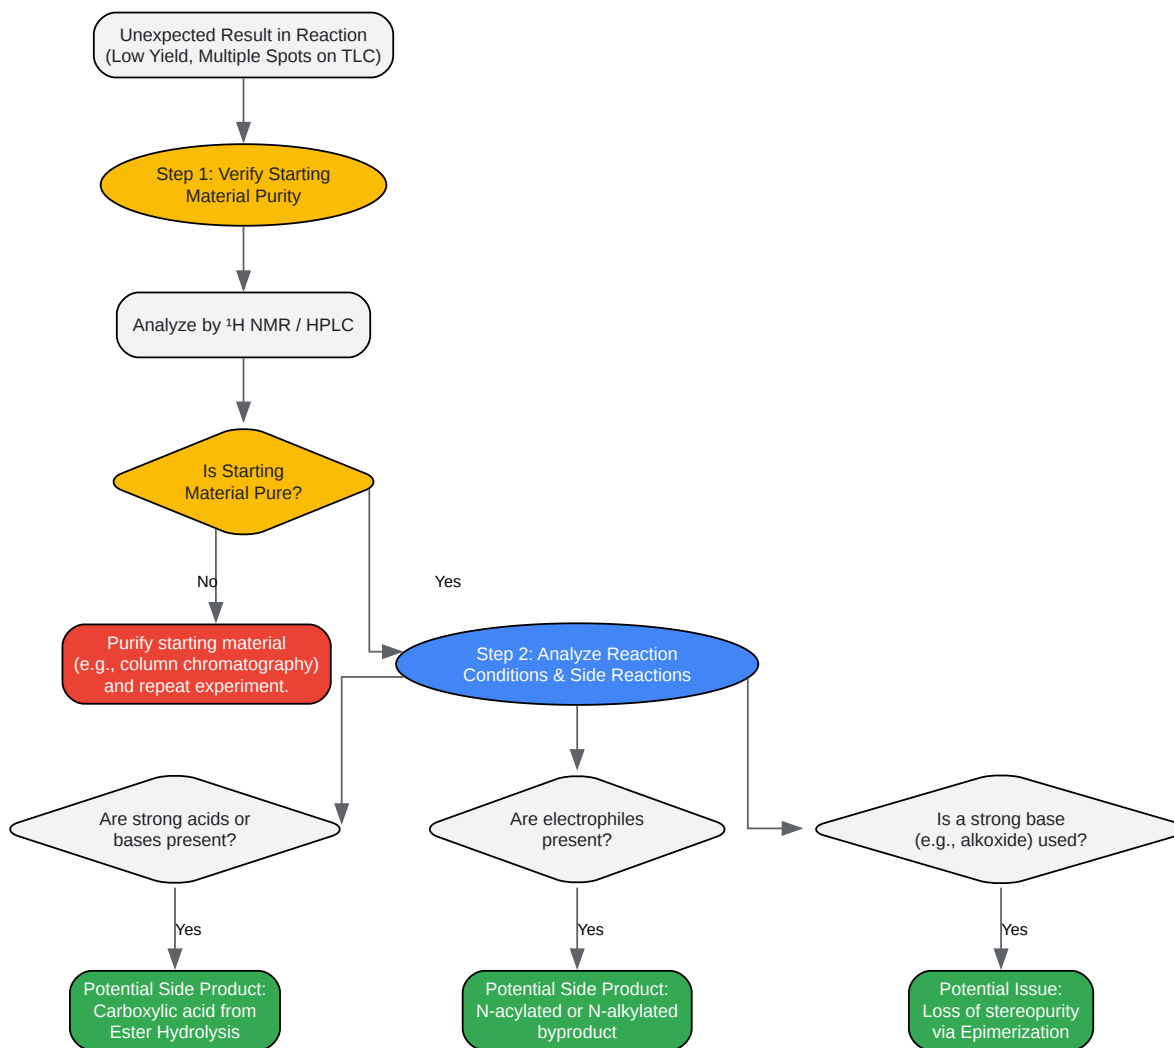 Unexpected Result in Reaction
(Low Yield, Multiple Spots on TLC)
Step 1: Verify Starting
Material Purity
Analyze by ¹H NMR / HPLC
Is Starting
Material Pure?
No
Yes
Purify starting material
(e.g., column chromatography)
and repeat experiment.
Step 2: Analyze Reaction
Conditions & Side Reactions
Are strong acids or
bases present?
Are electrophiles
present?
Is a strong base
(e.g., alkoxide) used?
Yes
Yes
Yes
Potential Side Product:
Carboxylic acid from
Ester Hydrolysis
Potential Side Product:
N-acylated or N-alkylated
byproduct
Potential Issue:
Loss of stereopurity
via Epimerization